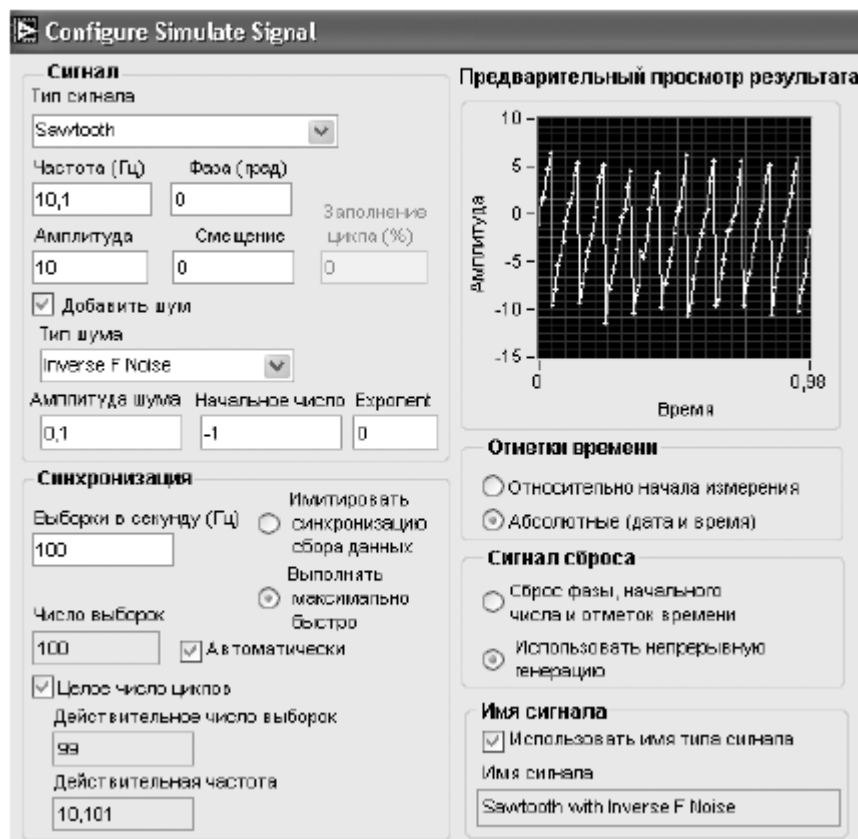 Configure Simulate Signal
Сигнал
Тип сигнала
Sawtooth
Частота (Гц)
Фаза (град)
10,1
0
Амплитуда
Смещение
Заполнение
цикла (%)
10
0
0
Добавить шум
Тип шума
Inverse F Noise
Амплитуда шума
Начальное число
Exponent
0,1
-1
0
Синхронизация
Выборки в секунду (Гц)
100
Имитировать
синхронизацию
сбора данных
Выполнять
максимально
быстро
Число выборок
100
Автоматически
Целое число циклов
Действительное число выборок
99
Действительная частота
10,101
Предварительный просмотр результата
10
5
0
-5
-10
-15
Амплитуда
0
0,98
Время
Отметки времени
Относительно начала измерения
Абсолютные (дата и время)
Сигнал сброса
Сброс фазы, начального
числа и отметок времени
Использовать непрерывную
генерацию
Имя сигнала
Использовать имя типа сигнала
Имя сигнала
Sawtooth with Inverse F Noise